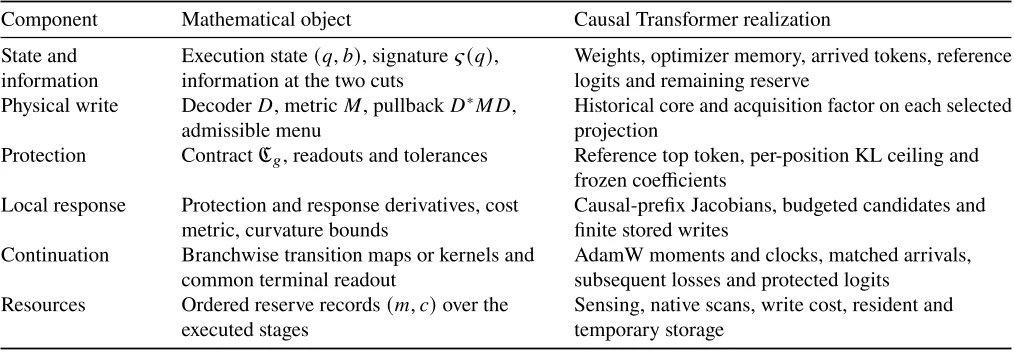 Component Mathematical object Causal Transformer realization
State and Execution state (q, b), signature ς(q), Weights, optimizer memory, arrived tokens, reference
information information at the two cuts logits and remaining reserve
Physical write Decoder D, metric M, pullback D*MD, Historical core and acquisition factor on each selected
admissible menu projection
Protection Contract ℭg, readouts and tolerances Reference top token, per-position KL ceiling and
frozen coefficients
Local response Protection and response derivatives, cost Causal-prefix Jacobians, budgeted candidates and
metric, curvature bounds finite stored writes
Continuation Branchwise transition maps or kernels and AdamW moments and clocks, matched arrivals,
common terminal readout subsequent losses and protected logits
Resources Ordered reserve records (m, c) over the Sensing, native scans, write cost, resident and
executed stages temporary storage